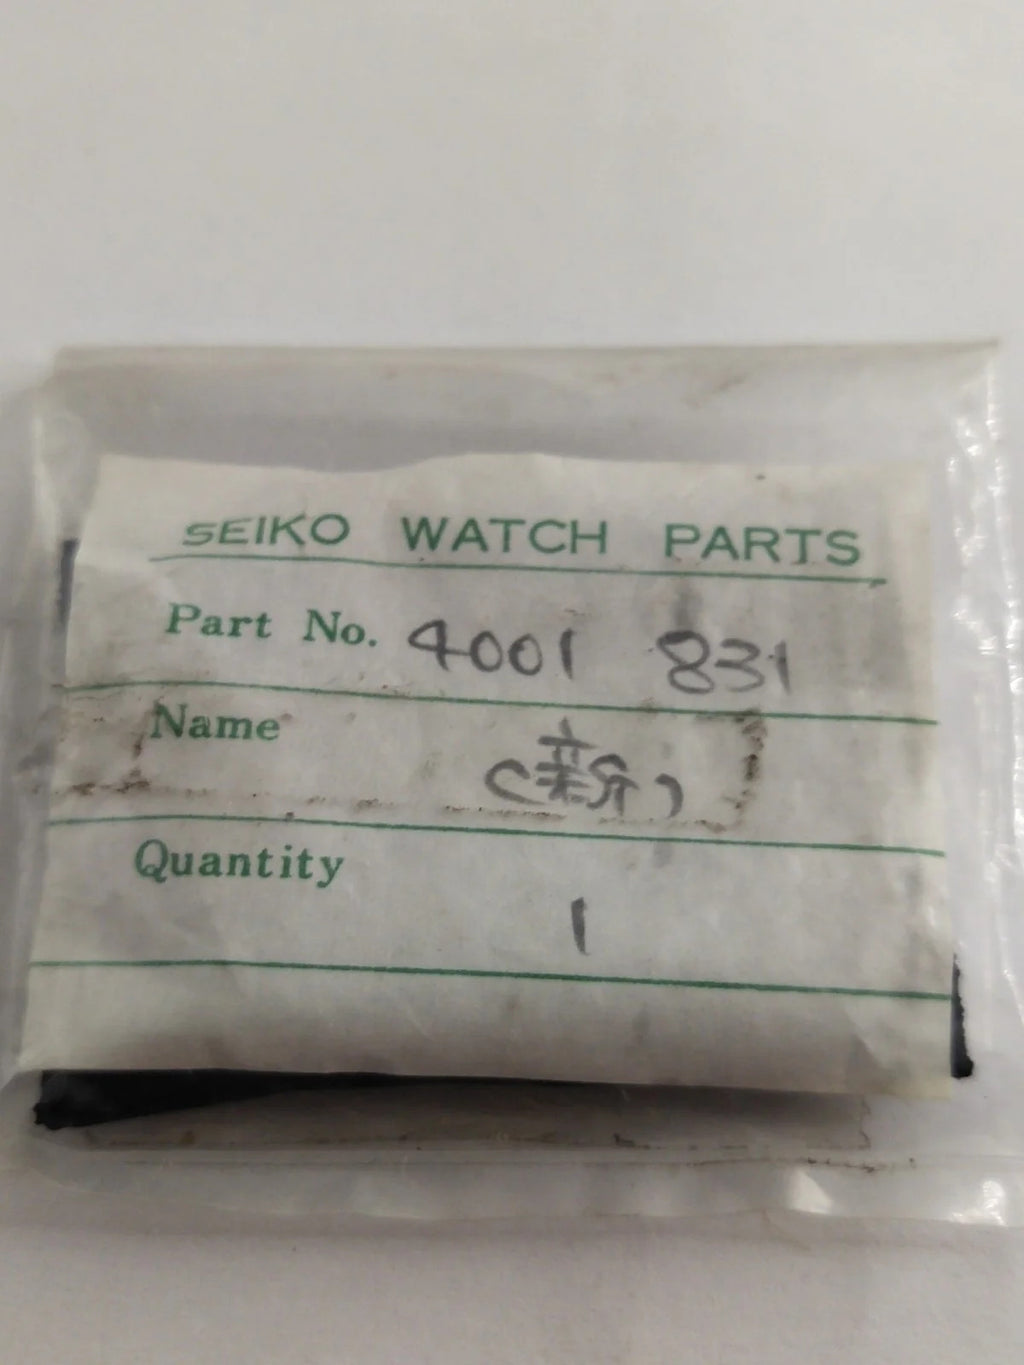 SEIKO WATCH PARTS
Part No. 4001 831
Name (新)
Quantity 1